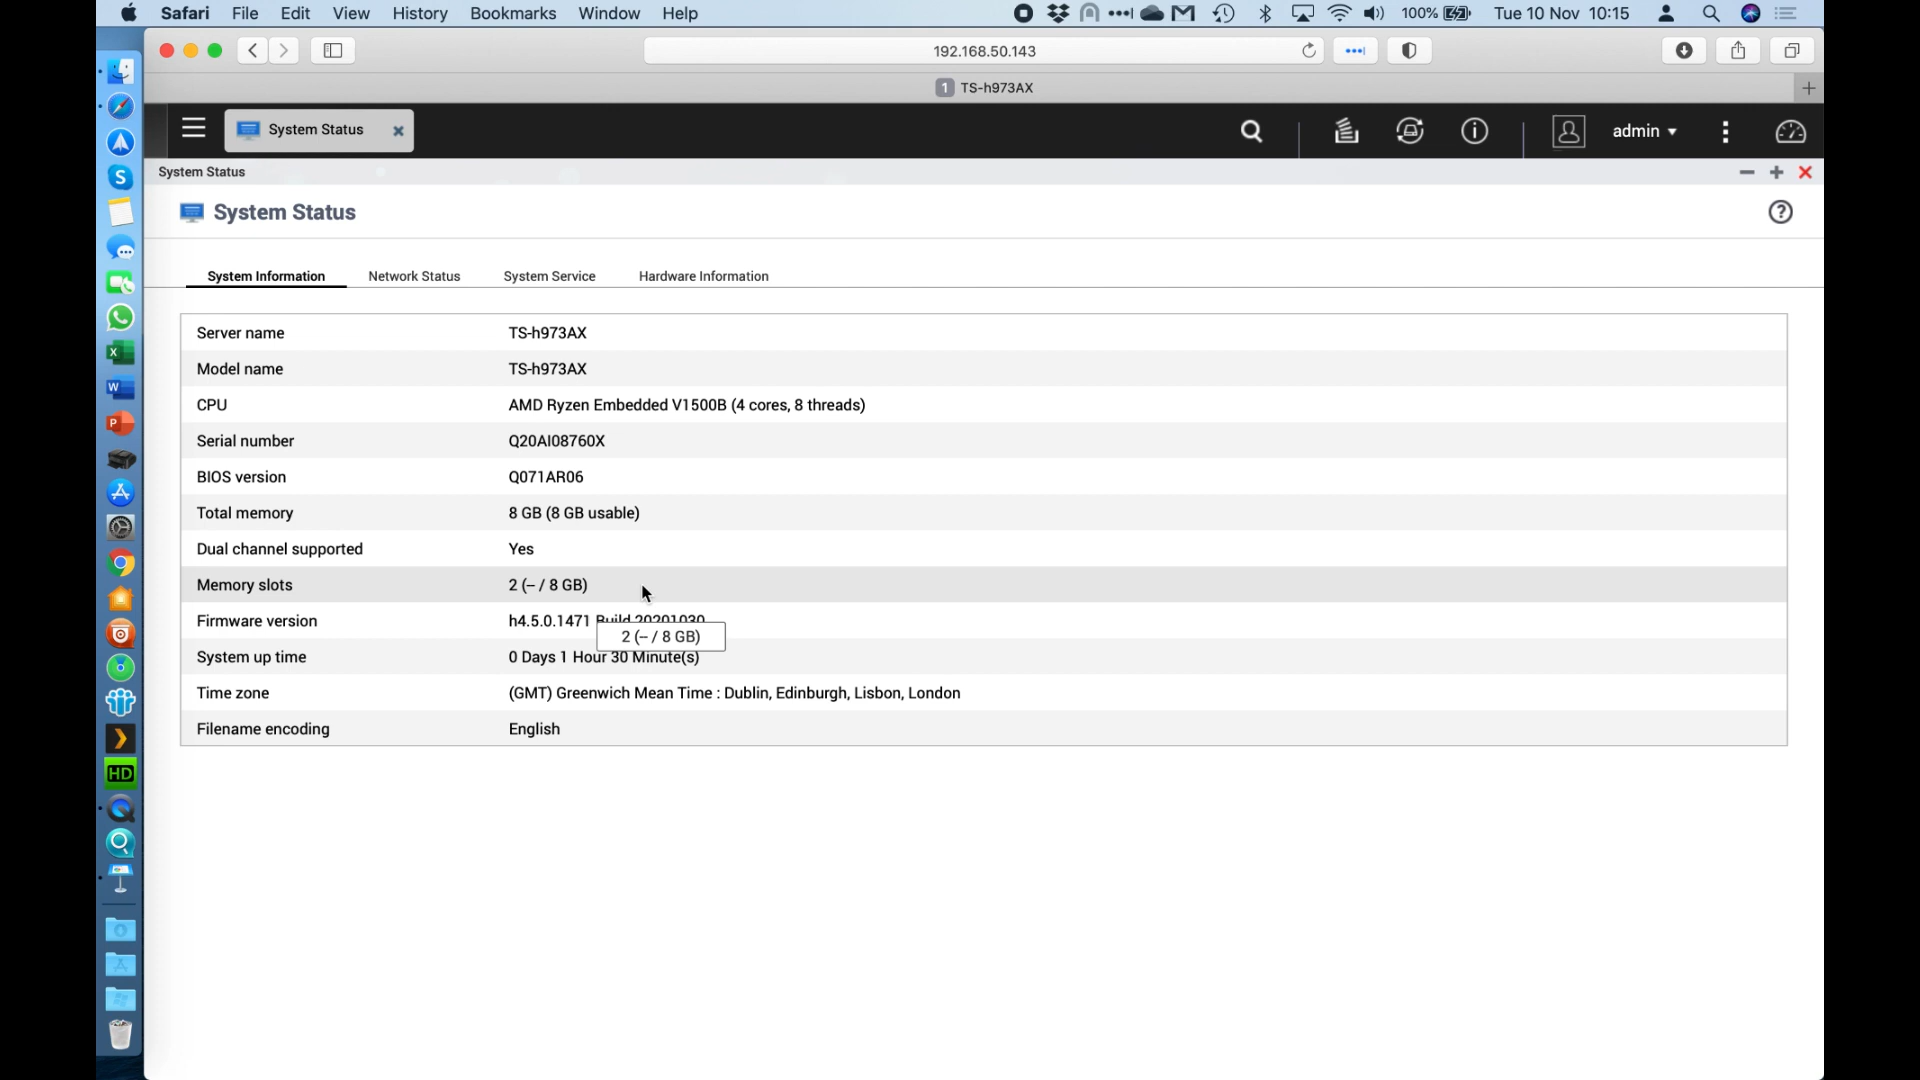 Safari File Edit View History Bookmarks Window Help 100% Tue 10 Nov 10:15
192.168.50.143
1 TS-h973AX
System Status admin
System Status
System Status
System Information Network Status System Service Hardware Information
Server name TS-h973AX
Model name TS-h973AX
CPU AMD Ryzen Embedded V1500B (4 cores, 8 threads)
Serial number Q20AI08760X
BIOS version Q071AR06
Total memory 8 GB (8 GB usable)
Dual channel supported Yes
Memory slots 2 (-- / 8 GB)
Firmware version h4.5.0.1471 Build 20201030
2 (-- / 8 GB)
System up time 0 Days 1 Hour 30 Minute(s)
Time zone (GMT) Greenwich Mean Time : Dublin, Edinburgh, Lisbon, London
Filename encoding English
HD